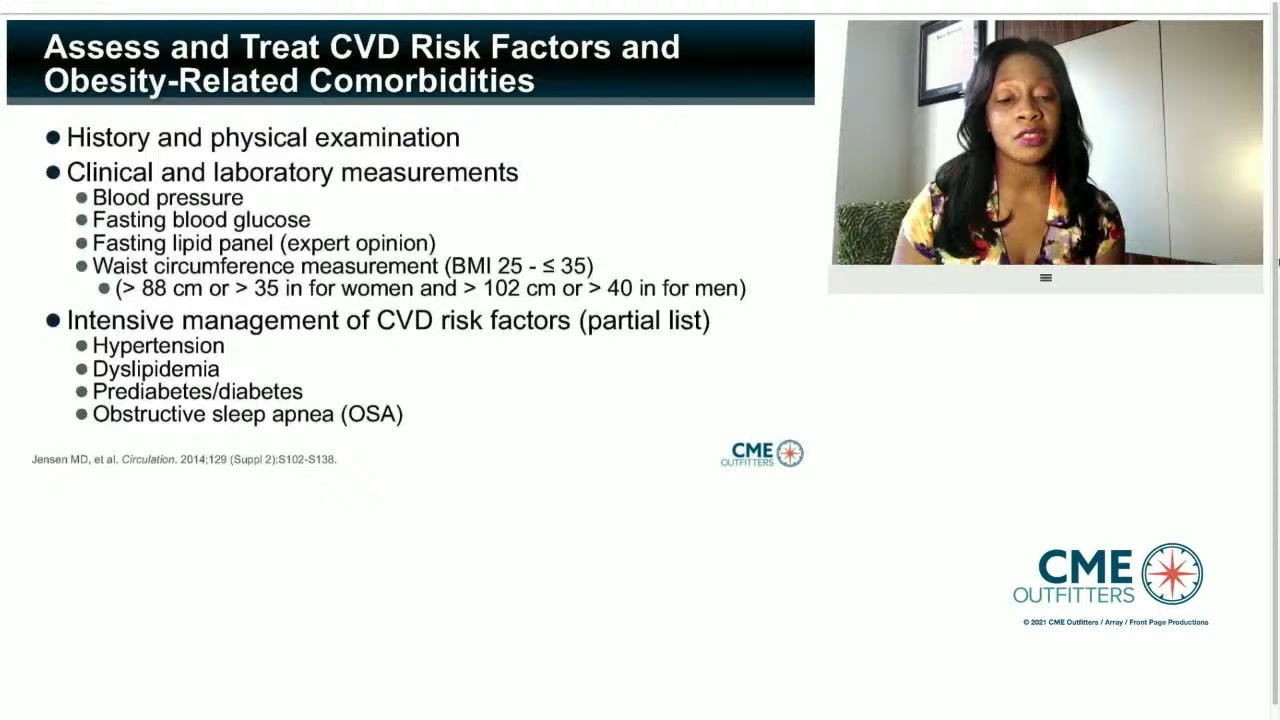 Assess and Treat CVD Risk Factors and
Obesity-Related Comorbidities
● History and physical examination
● Clinical and laboratory measurements
● Blood pressure
● Fasting blood glucose
● Fasting lipid panel (expert opinion)
● Waist circumference measurement (BMI 25 - ≤ 35)
● (> 88 cm or > 35 in for women and > 102 cm or > 40 in for men)
● Intensive management of CVD risk factors (partial list)
● Hypertension
● Dyslipidemia
● Prediabetes/diabetes
● Obstructive sleep apnea (OSA)
Jensen MD, et al. Circulation. 2014;129 (Suppl 2):S102-S138.
CME
OUTFITTERS
CME
OUTFITTERS
© 2021 CME Outfitters / Array / Front Page Productions